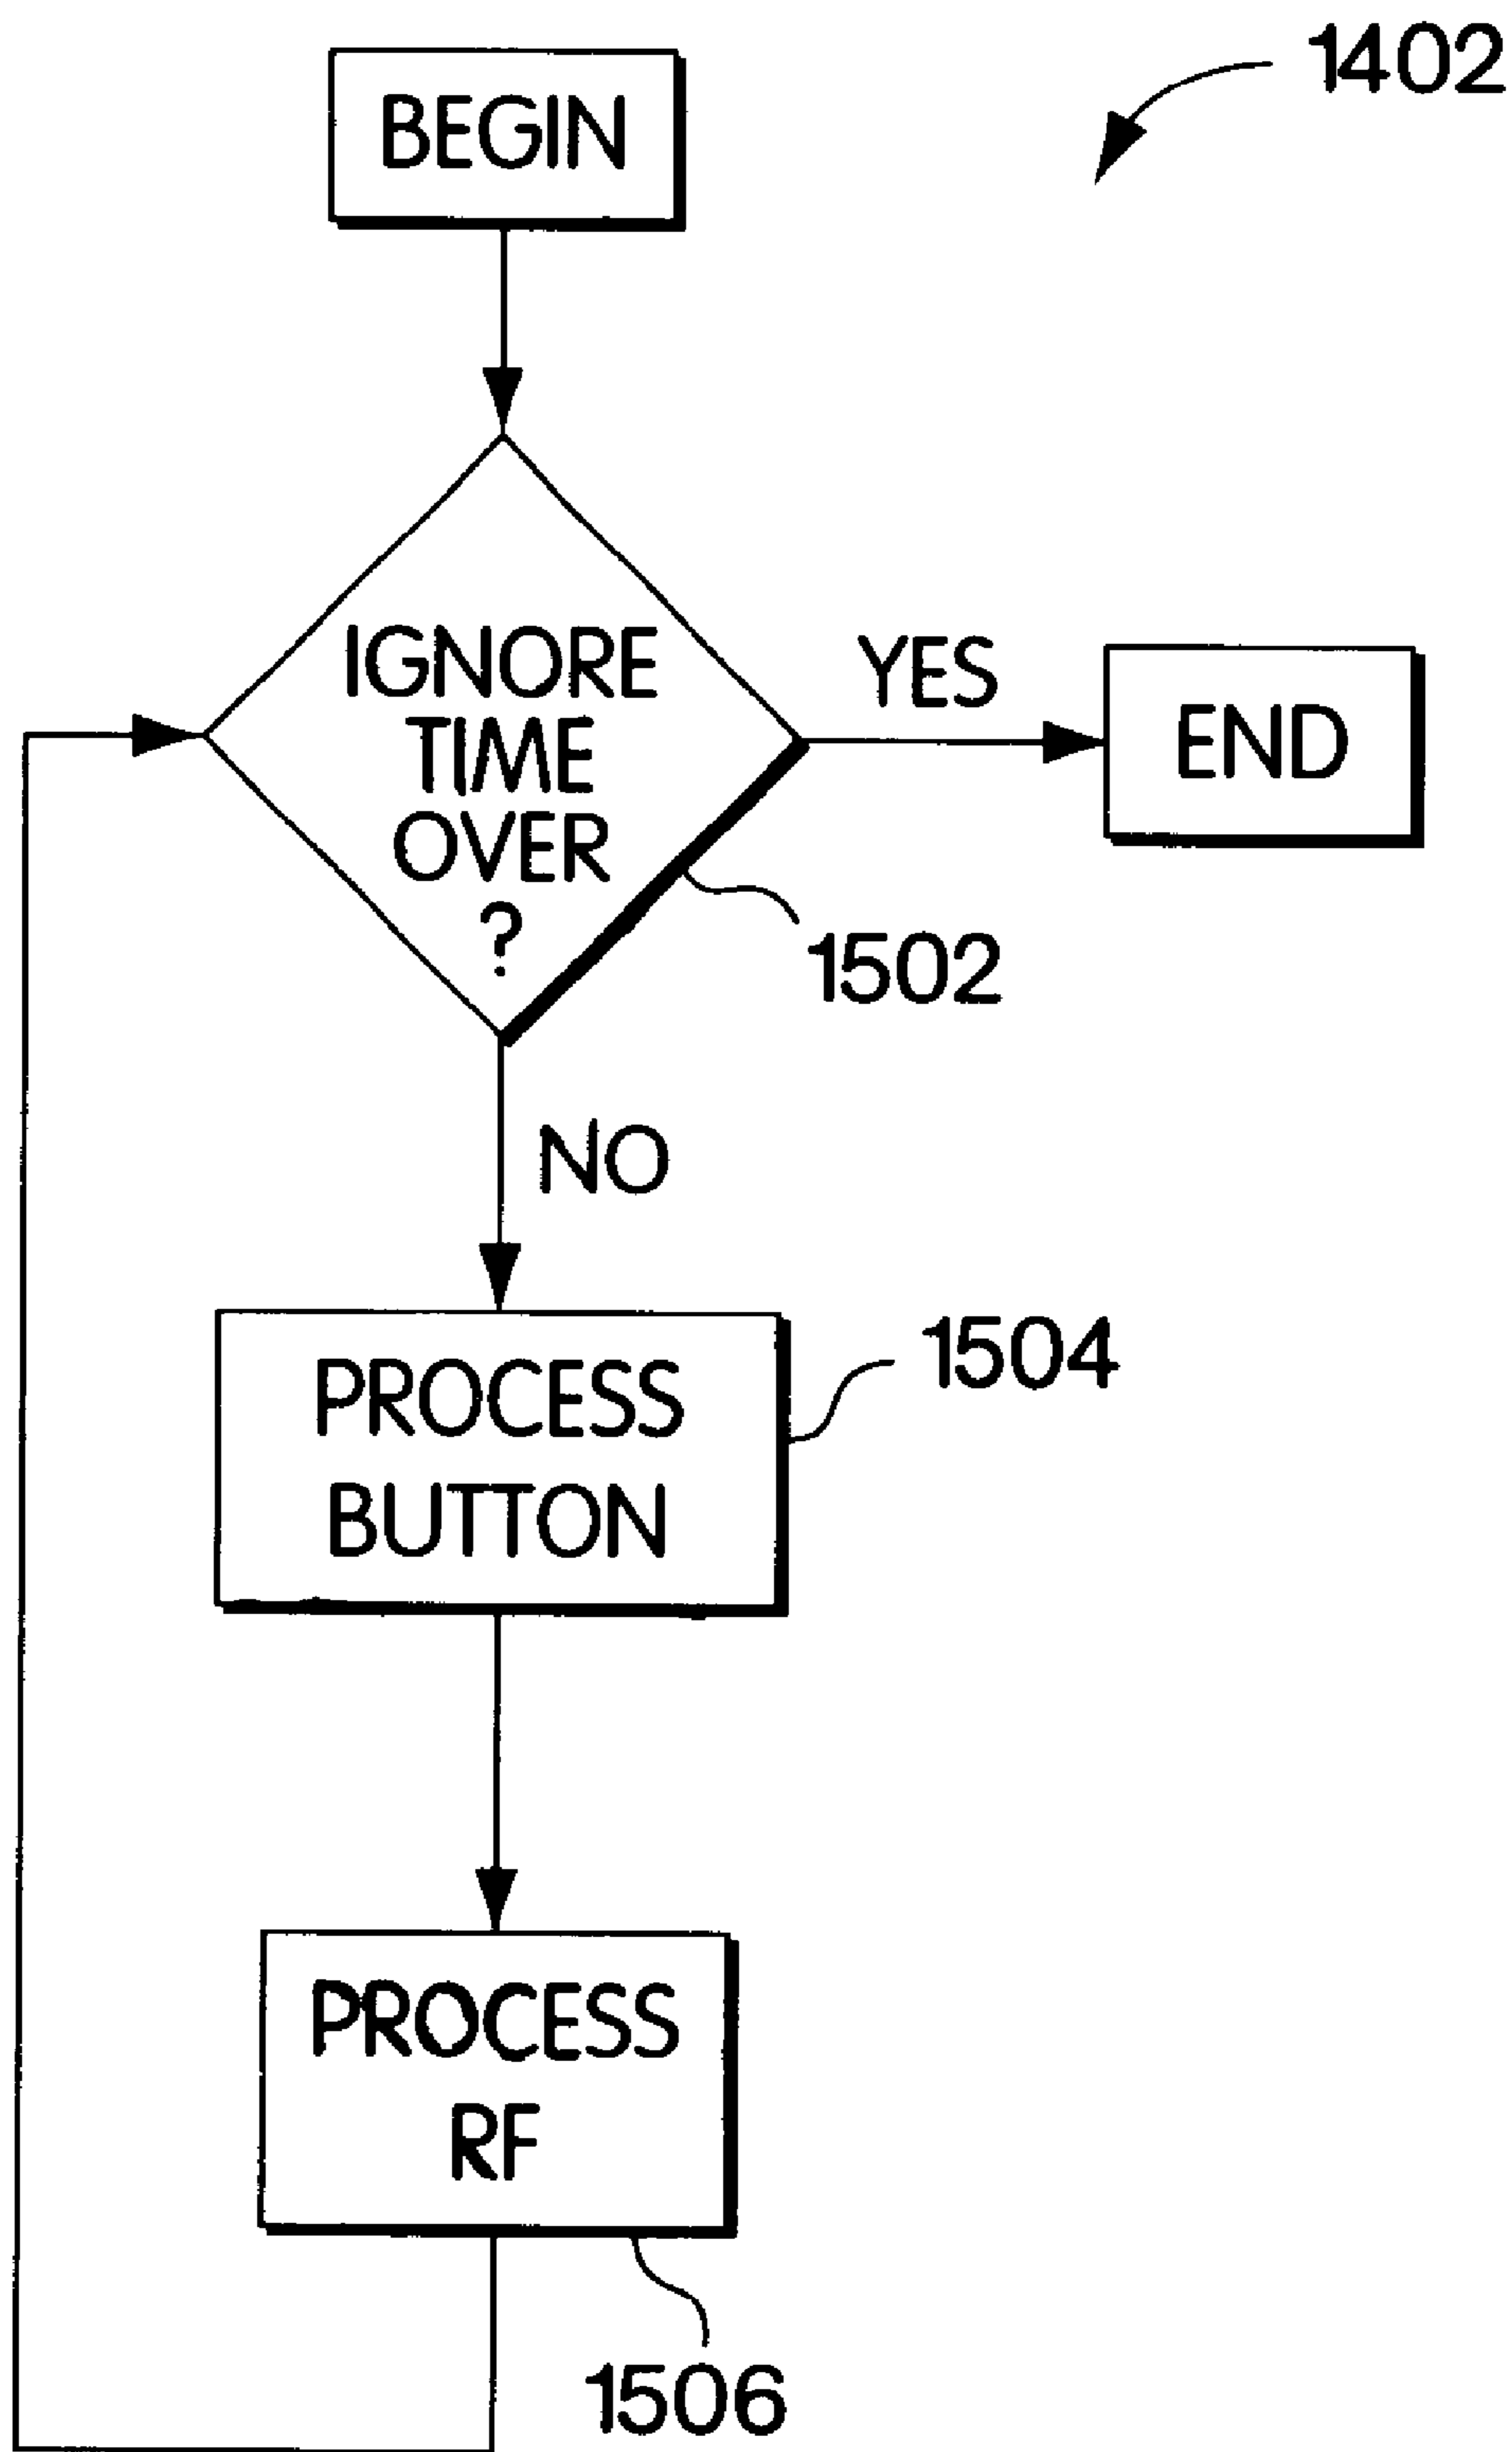 1402
BEGIN
IGNORE
TIME
OVER
?
YES
END
1502
NO
PROCESS
BUTTON
1504
PROCESS
RF
1506